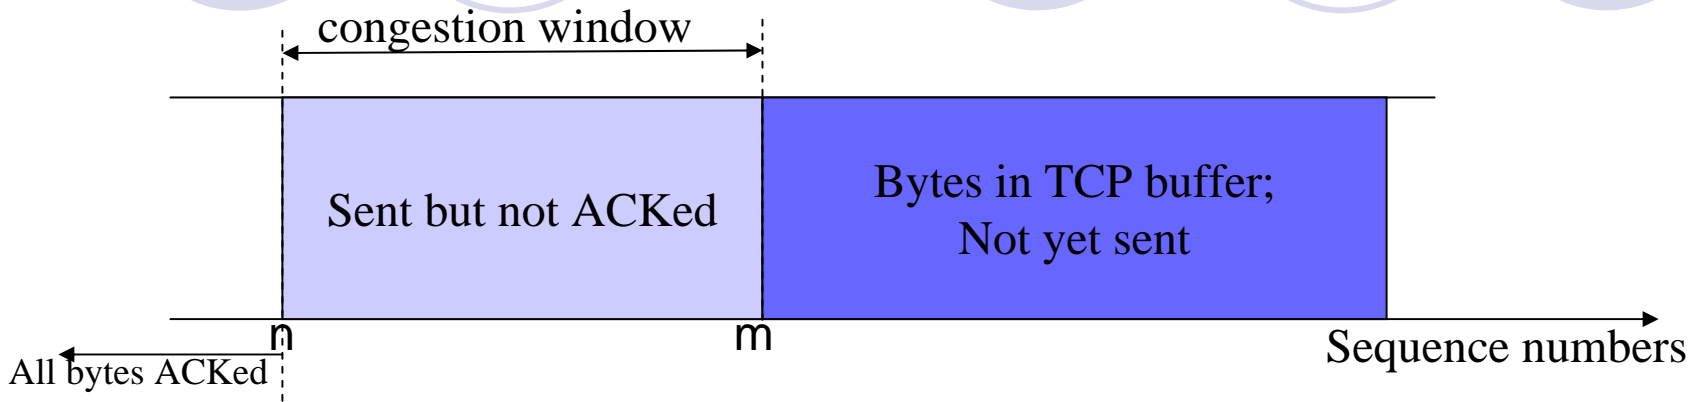 congestion window
Sent but not ACKed
Bytes in TCP buffer;
Not yet sent
n
m
Sequence numbers
All bytes ACKed